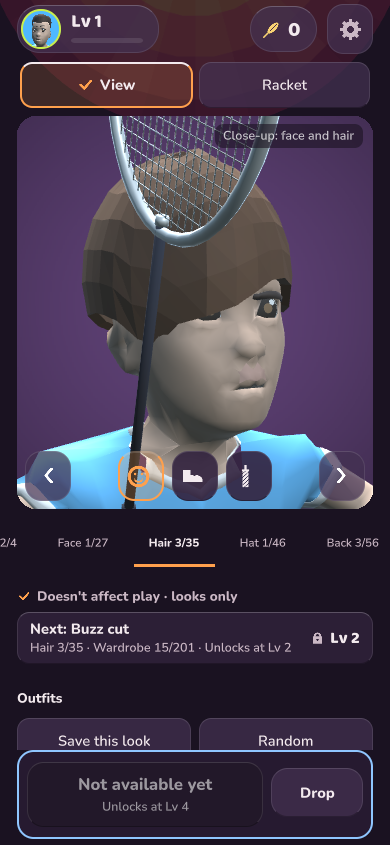 Lv 1
0
View
Racket
Close-up: face and hair
2/4
Face 1/27
Hair 3/35
Hat 1/46
Back 3/56
Doesn't affect play · looks only
Next: Buzz cut
Hair 3/35 · Wardrobe 15/201 · Unlocks at Lv 2
Lv 2
Outfits
Save this look
Random
Not available yet
Unlocks at Lv 4
Drop